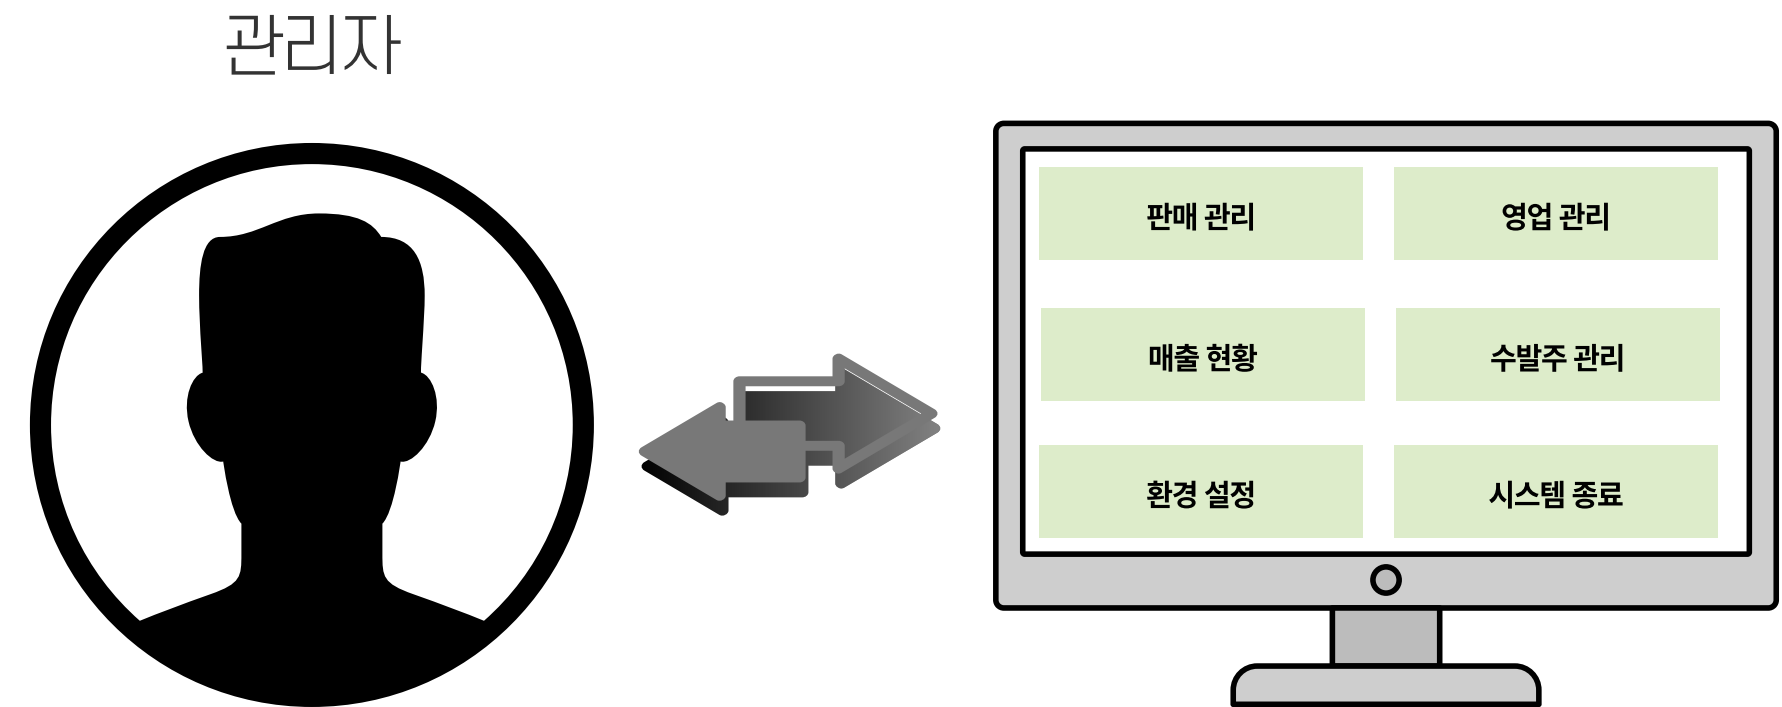 관리자
판매 관리
영업 관리
매출 현황
수발주 관리
환경 설정
시스템 종료